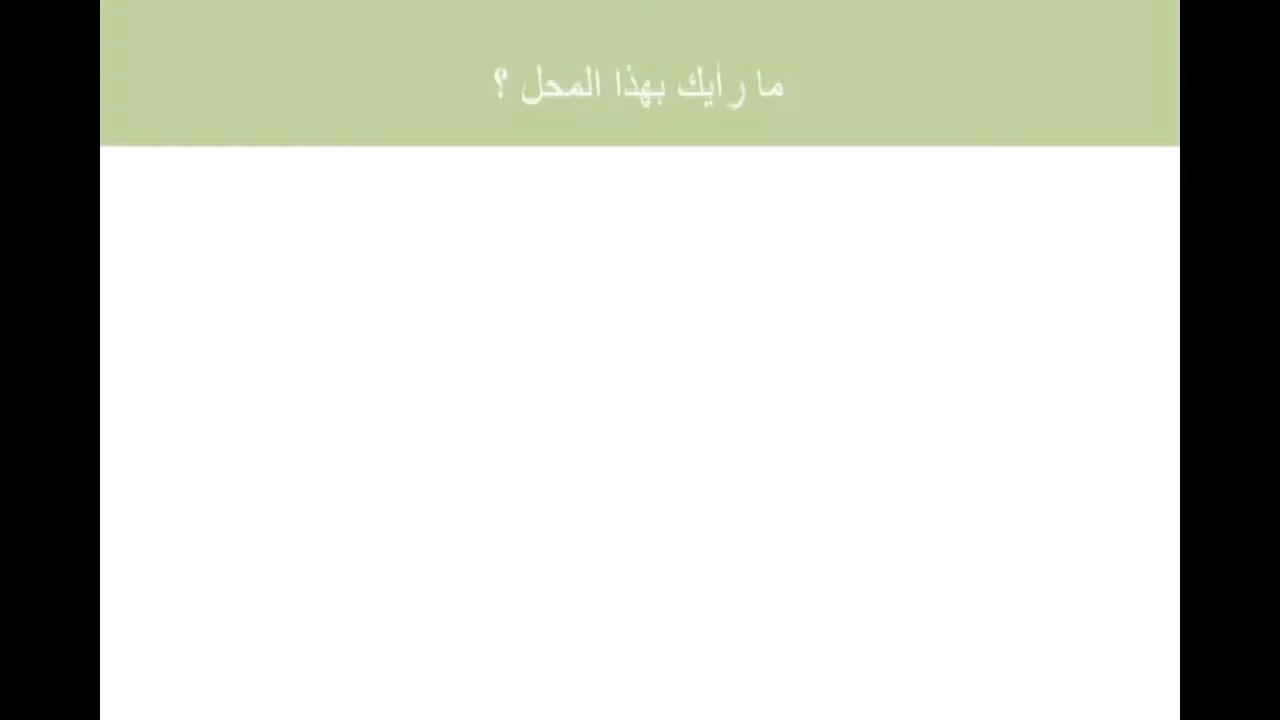 ما رأيك بهذا المحل ؟